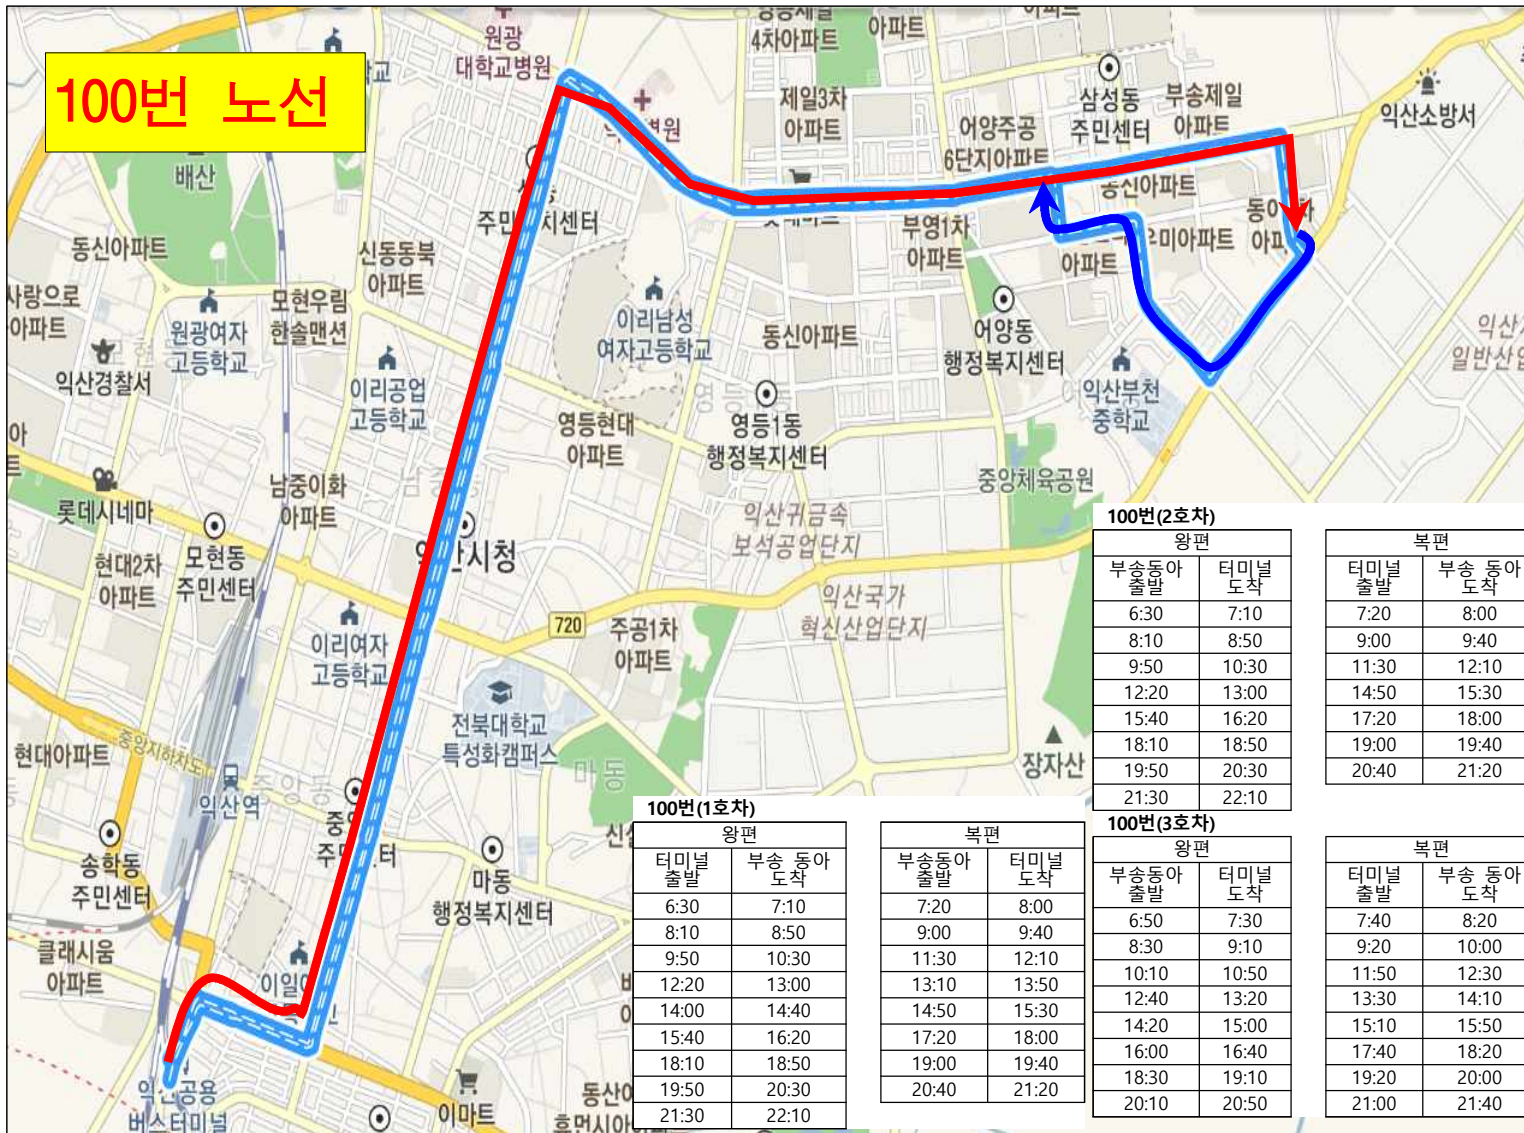 100번 노선
원광
대학교병원
4차아파트
아파트
배산
제일3차
아파트
어양주공
6단지아파트
삼성동
주민센터
부송제일
아파트
익산소방서
동신아파트
동신아파트
우미아파트
아파트
부영1차
아파트
신동동북
아파트
사랑으로
아파트
모현우림
한솔맨션
원광여자
고등학교
익산경찰서
이리공업
고등학교
이리남성
여자고등학교
동신아파트
어양동
행정복지센터
익산부천
중학교
영등현대
아파트
영등1동
행정복지센터
중앙체육공원
롯데시네마
남중이화
아파트
모현동
주민센터
현대2차
아파트
익산귀금속
보석공업단지
익산국가
혁신산업단지
이리여자
고등학교
720
주공1차
아파트
전북대학교
특성화캠퍼스
마동
장자산
현대아파트
중앙지하차도
익산역
중앙동
송학동
주민센터
마동
행정복지센터
클래시움
아파트
버스터미널
이마트
100번(2호차)
왕편 복편
부송동아 출발 터미널 도착 터미널 출발 부송 동아 도착
6:30 7:10 7:20 8:00
8:10 8:50 9:00 9:40
9:50 10:30 11:30 12:10
12:20 13:00 14:50 15:30
15:40 16:20 17:20 18:00
18:10 18:50 19:00 19:40
19:50 20:30 20:40 21:20
21:30 22:10
100번(1호차)
왕편 복편
터미널 출발 부송 동아 도착 부송동아 출발 터미널 도착
6:30 7:10 7:20 8:00
8:10 8:50 9:00 9:40
9:50 10:30 11:30 12:10
12:20 13:00 13:10 13:50
14:00 14:40 14:50 15:30
15:40 16:20 17:20 18:00
18:10 18:50 19:00 19:40
19:50 20:30 20:40 21:20
21:30 22:10
100번(3호차)
왕편 복편
부송동아 출발 터미널 도착 터미널 출발 부송 동아 도착
6:50 7:30 7:40 8:20
8:30 9:10 9:20 10:00
10:10 10:50 11:50 12:30
12:40 13:20 13:30 14:10
14:20 15:00 15:10 15:50
16:00 16:40 17:40 18:20
18:30 19:10 19:20 20:00
20:10 20:50 21:00 21:40